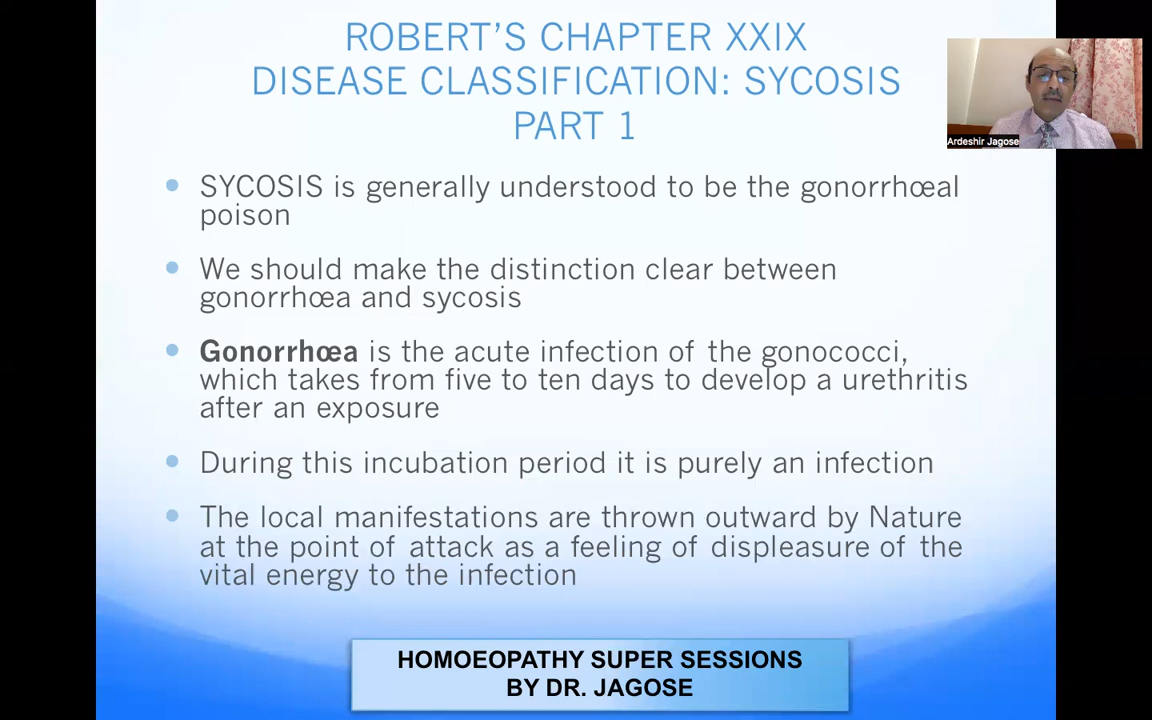 ROBERT’S CHAPTER XXIX
DISEASE CLASSIFICATION: SYCOSIS
PART 1
Ardeshir Jagose
• SYCOSIS is generally understood to be the gonorrhœal
poison
• We should make the distinction clear between
gonorrhœa and sycosis
• Gonorrhœa is the acute infection of the gonococci,
which takes from five to ten days to develop a urethritis
after an exposure
• During this incubation period it is purely an infection
• The local manifestations are thrown outward by Nature
at the point of attack as a feeling of displeasure of the
vital energy to the infection
HOMOEOPATHY SUPER SESSIONS
BY DR. JAGOSE